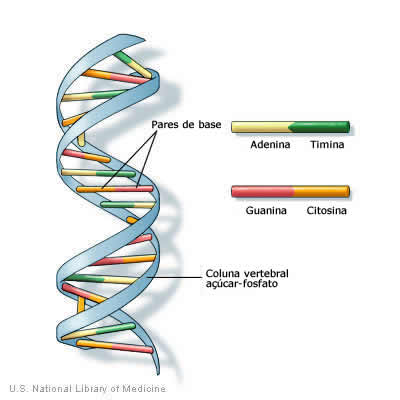 Pares de base
Adenina Timina
Guanina Citosina
Coluna vertebral
açúcar-fosfato
U.S. National Library of Medicine